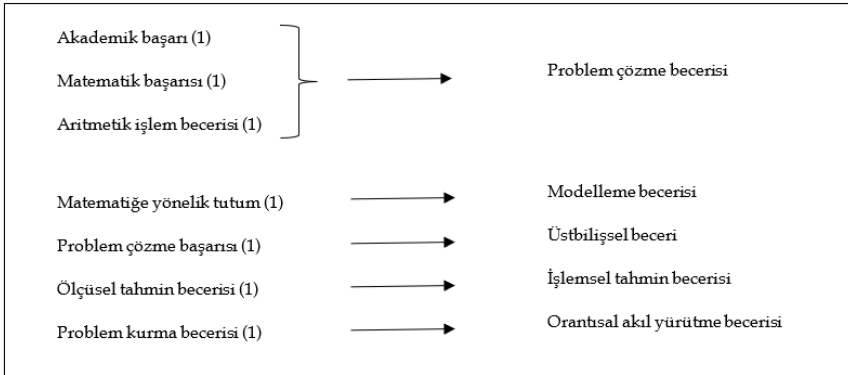 Akademik başarı (1)
Matematik başarısı (1)
Aritmetik işlem becerisi (1)
Problem çözme becerisi
Matematiğe yönelik tutum (1)
Modelleme becerisi
Problem çözme başarısı (1)
Üstbilişsel beceri
Ölçüsel tahmin becerisi (1)
İşlemsel tahmin becerisi
Problem kurma becerisi (1)
Orantısal akıl yürütme becerisi